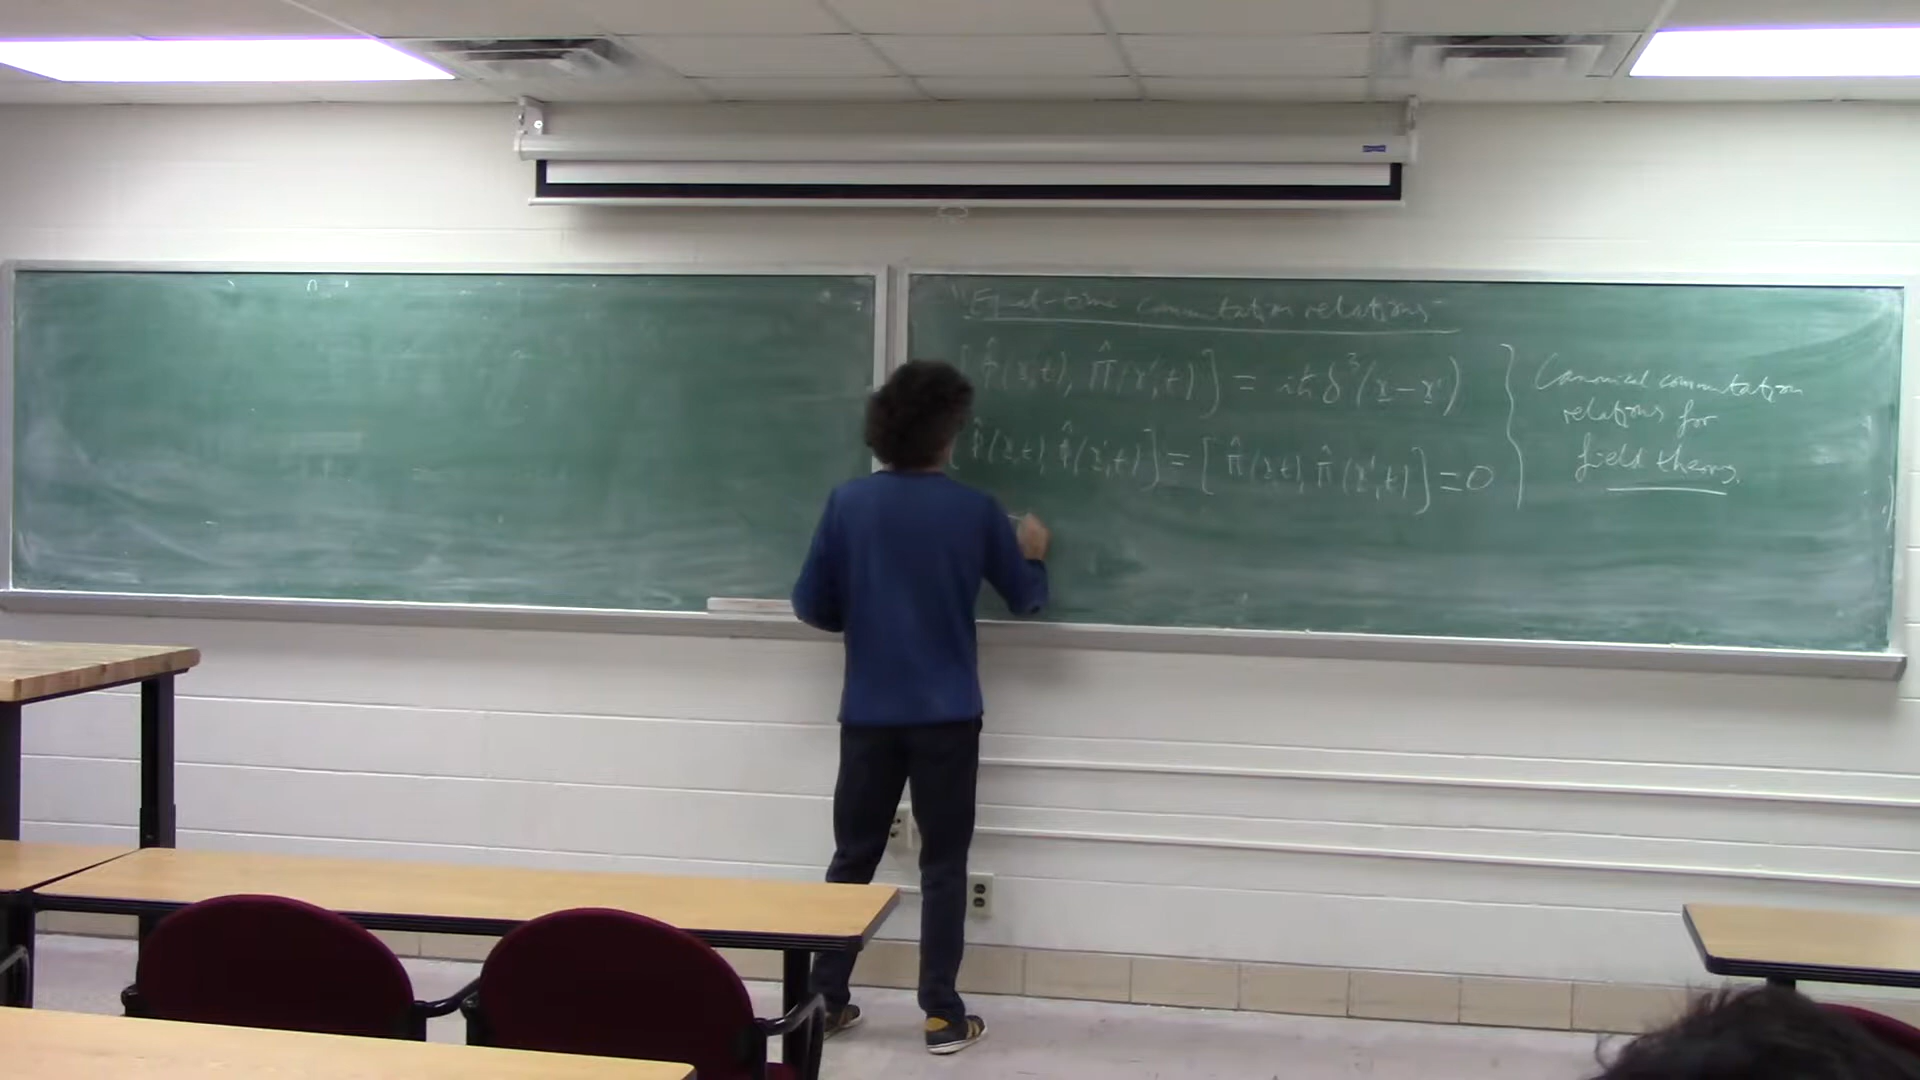 "Equal-time commutation relations"
[φ̂(x,t), Π̂(x',t)] = iħ δ³(x-x')
[φ̂(x,t), φ̂(x',t)] = [Π̂(x,t), Π̂(x',t)] = 0
Canonical commutation
relations for
field theory.